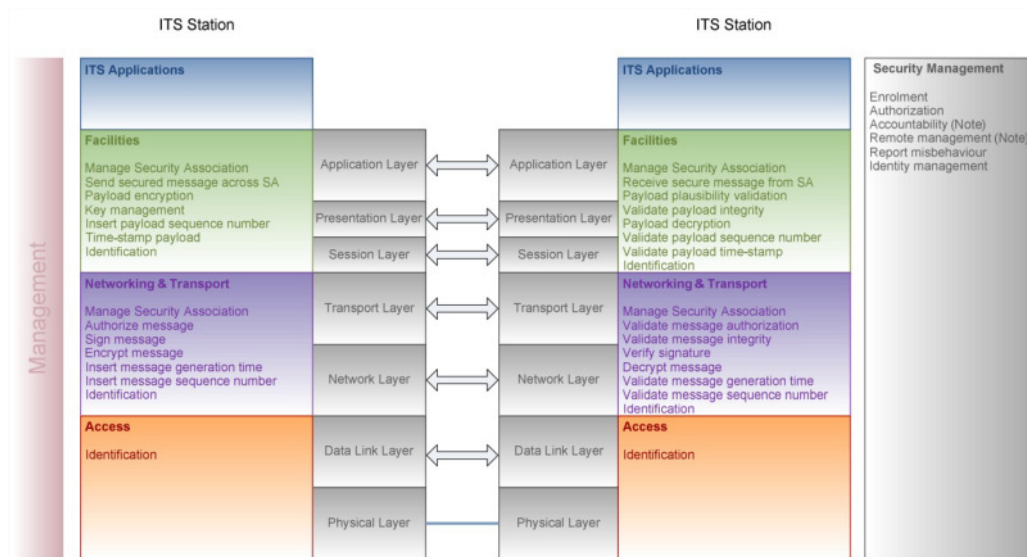 ITS Station
ITS Station
Management
ITS Applications
Facilities
Manage Security Association
Send secured message across SA
Payload encryption
Key management
Insert payload sequence number
Time-stamp payload
Identification
Networking & Transport
Manage Security Association
Authorize message
Sign message
Encrypt message
Insert message generation time
Insert message sequence number
Identification
Access
Identification
Application Layer
Presentation Layer
Session Layer
Transport Layer
Network Layer
Data Link Layer
Physical Layer
Application Layer
Presentation Layer
Session Layer
Transport Layer
Network Layer
Data Link Layer
Physical Layer
ITS Applications
Facilities
Manage Security Association
Receive secure message from SA
Payload plausibility validation
Validate payload integrity
Payload decryption
Validate payload sequence number
Validate payload time-stamp
Identification
Networking & Transport
Manage Security Association
Validate message authorization
Validate message integrity
Verify signature
Decrypt message
Validate message generation time
Validate message sequence number
Identification
Access
Identification
Security Management
Enrolment
Authorization
Accountability (Note)
Remote management (Note)
Report misbehaviour
Identity management